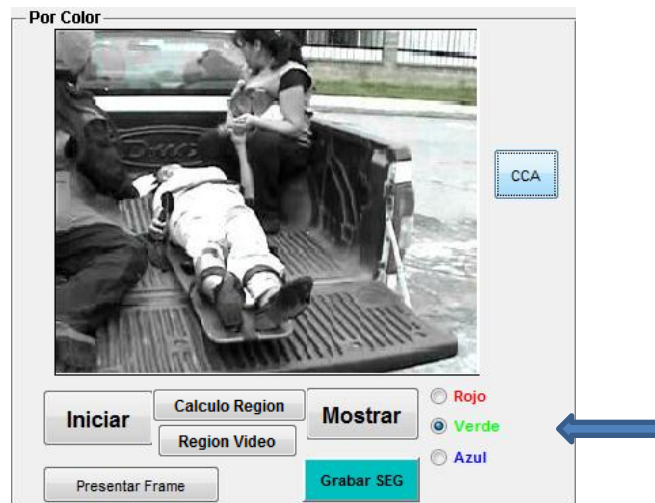 Por Color
CCA
Iniciar
Calculo Region
Region Video
Mostrar
Rojo
Verde
Azul
Presentar Frame
Grabar SEG